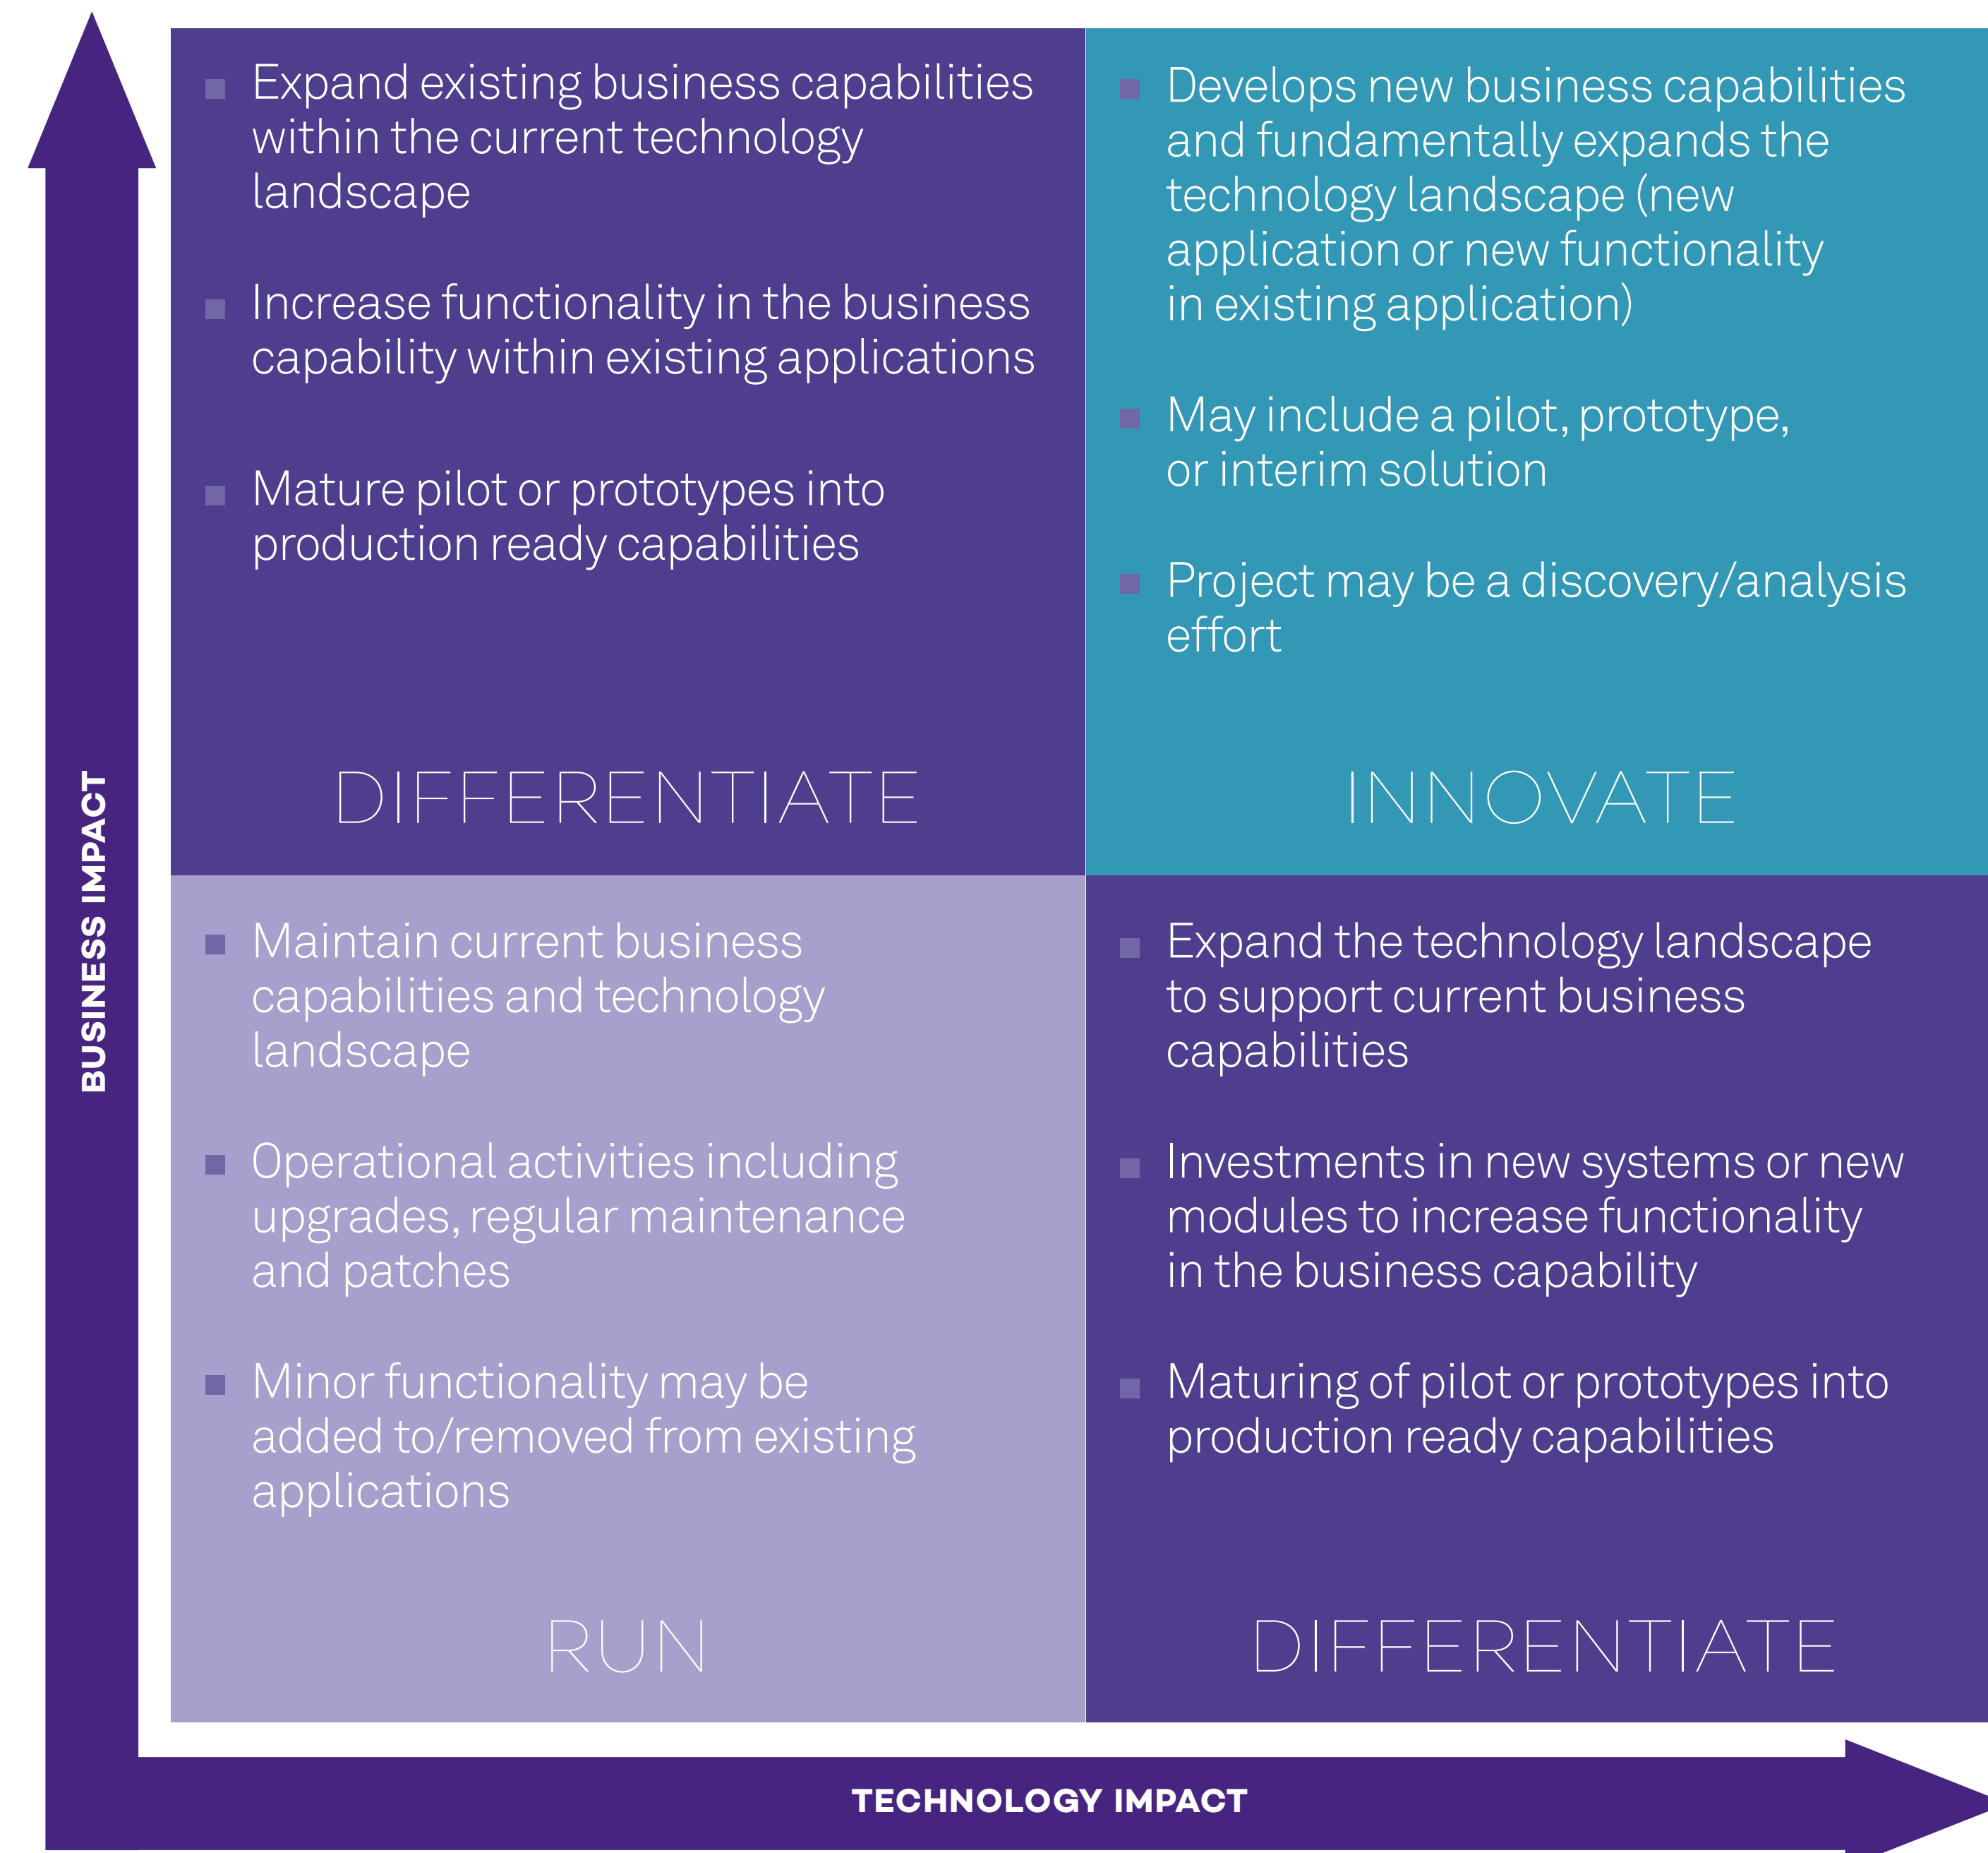 BUSINESS IMPACT
Expand existing business capabilities
within the current technology
landscape
Increase functionality in the business
capability within existing applications
Mature pilot or prototypes into
production ready capabilities
DIFFERENTIATE
Develops new business capabilities
and fundamentally expands the
technology landscape (new
application or new functionality
in existing application)
May include a pilot, prototype,
or interim solution
Project may be a discovery/analysis
effort
INNOVATE
Maintain current business
capabilities and technology
landscape
Operational activities including
upgrades, regular maintenance
and patches
Minor functionality may be
added to/removed from existing
applications
RUN
Expand the technology landscape
to support current business
capabilities
Investments in new systems or new
modules to increase functionality
in the business capability
Maturing of pilot or prototypes into
production ready capabilities
DIFFERENTIATE
TECHNOLOGY IMPACT